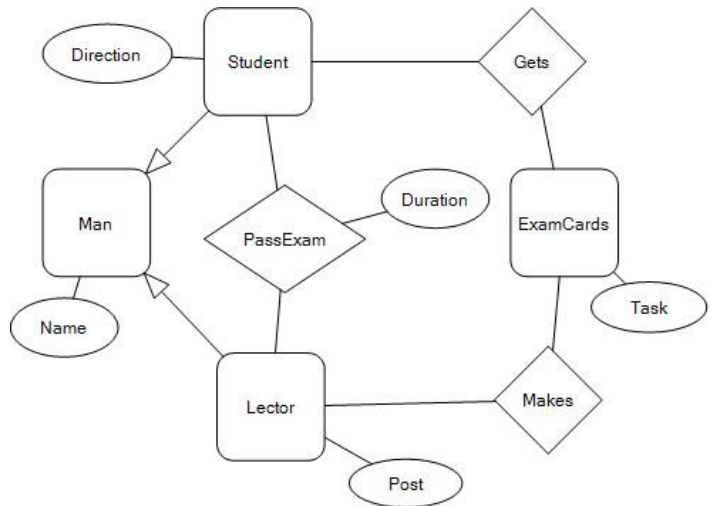 Direction
Student
Gets
Man
PassExam
Duration
ExamCards
Name
Task
Lector
Makes
Post